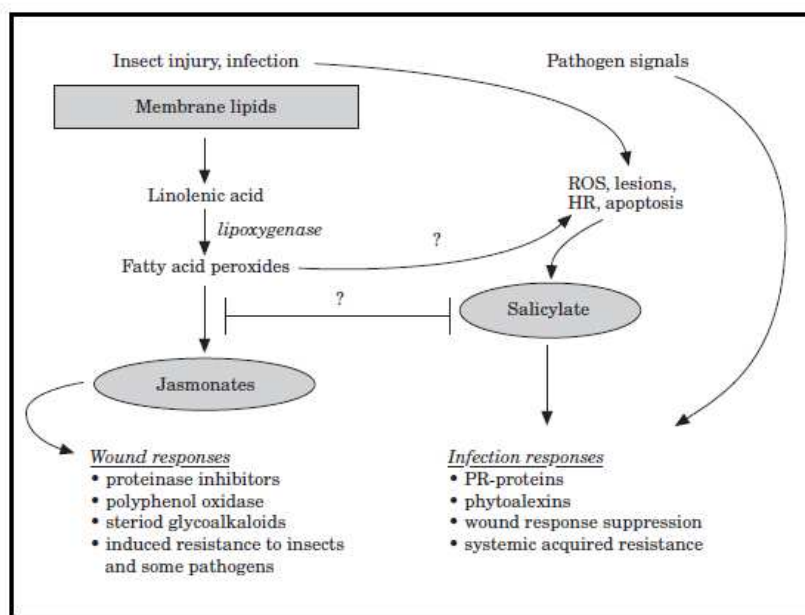 Insect injury, infection
Pathogen signals
Membrane lipids
Linolenic acid
lipoxygenase
Fatty acid peroxides
?
ROS, lesions,
HR, apoptosis
?
Salicylate
Jasmonates
Wound responses
• proteinase inhibitors
• polyphenol oxidase
• steriod glycoalkaloids
• induced resistance to insects
and some pathogens
Infection responses
• PR-proteins
• phytoalexins
• wound response suppression
• systemic acquired resistance